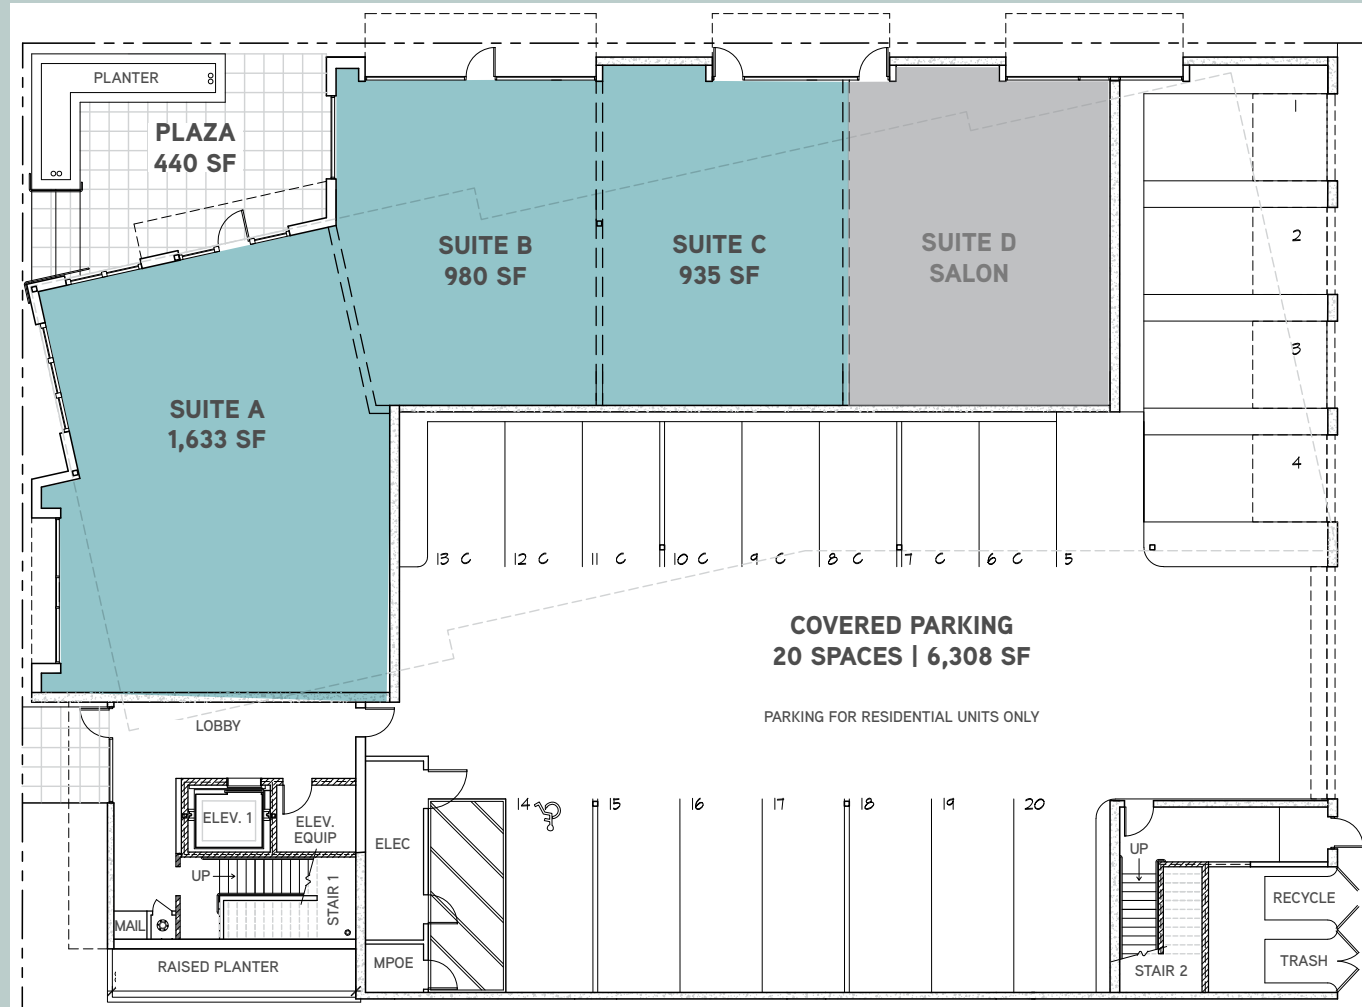 PLANTER
PLAZA
440 SF
SUITE B
980 SF
SUITE C
935 SF
SUITE D
SALON
1
2
3
4
SUITE A
1,633 SF
13 C
12 C
11 C
10 C
9 C
8 C
7 C
6 C
5
COVERED PARKING
20 SPACES | 6,308 SF
PARKING FOR RESIDENTIAL UNITS ONLY
LOBBY
ELEV. 1
ELEV.
EQUIP
ELEC
14
15
16
17
18
19
20
UP
STAIR 1
MAIL
RAISED PLANTER
MPOE
UP
STAIR 2
RECYCLE
TRASH